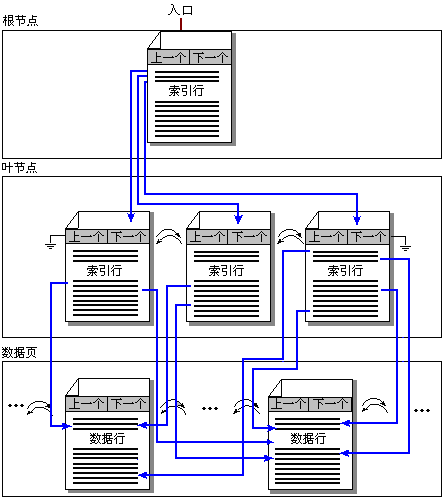 入口
根节点
上一个 下一个
索引行
叶节点
上一个 下一个 上一个 下一个 上一个 下一个
索引行 索引行 索引行
数据页
... 上一个 下一个 ... 上一个 下一个 ...
数据行 数据行